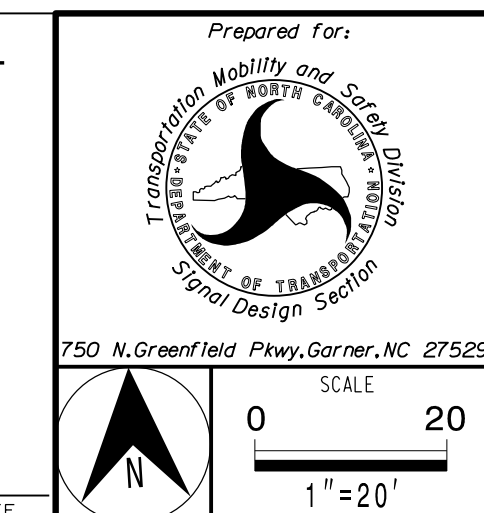 Prepared for:
Transportation Mobility and Safety Division
STATE OF NORTH CAROLINA
DEPARTMENT OF TRANSPORTATION
Signal Design Section
750 N.Greenfield Pkwy,Garner,NC 27529
N
SCALE
0 20
1"=20'